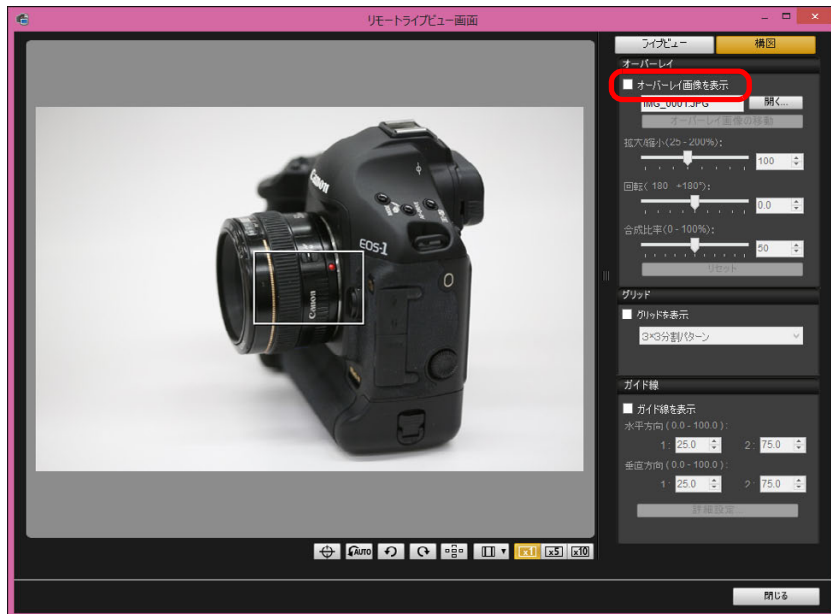 リモートライブビュー画面
ライブビュー 構図
オーバーレイ
オーバーレイ画像を表示
IMG_0001.JPG 開く...
オーバーレイ画像の移動
拡大/縮小(25-200%):
100
回転( 180 +180°):
0.0
合成比率(0-100%):
50
リセット
グリッド
グリッドを表示
3×3分割パターン
ガイド線
ガイド線を表示
水平方向(0.0-100.0):
1: 25.0 2: 75.0
垂直方向(0.0-100.0):
1: 25.0 2: 75.0
詳細設定...
Canon
EOS-1
Canon
AUTO x1 x5 x10
閉じる